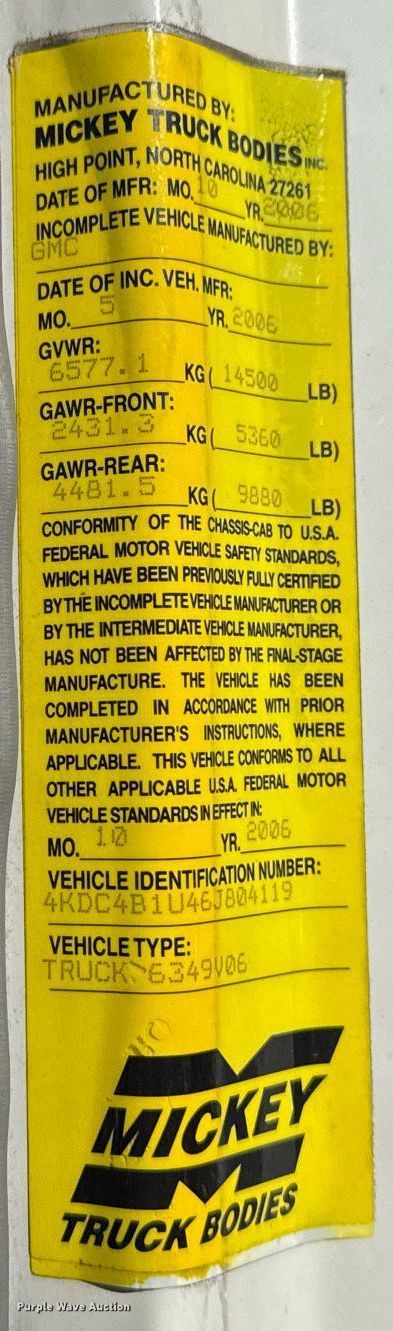 MANUFACTURED BY:
MICKEY TRUCK BODIES INC.
HIGH POINT, NORTH CAROLINA 27261
DATE OF MFR: MO. 10 YR. 2006
INCOMPLETE VEHICLE MANUFACTURED BY:
GMC
DATE OF INC. VEH. MFR:
MO. 5 YR. 2006
GVWR:
6577.1 KG ( 14500 LB)
GAWR-FRONT:
2431.3 KG ( 5360 LB)
GAWR-REAR:
4481.5 KG ( 9880 LB)
CONFORMITY OF THE CHASSIS-CAB TO U.S.A.
FEDERAL MOTOR VEHICLE SAFETY STANDARDS,
WHICH HAVE BEEN PREVIOUSLY FULLY CERTIFIED
BY THE INCOMPLETE VEHICLE MANUFACTURER OR
BY THE INTERMEDIATE VEHICLE MANUFACTURER,
HAS NOT BEEN AFFECTED BY THE FINAL-STAGE
MANUFACTURE. THE VEHICLE HAS BEEN
COMPLETED IN ACCORDANCE WITH PRIOR
MANUFACTURER'S INSTRUCTIONS, WHERE
APPLICABLE. THIS VEHICLE CONFORMS TO ALL
OTHER APPLICABLE U.S.A. FEDERAL MOTOR
VEHICLE STANDARDS IN EFFECT IN:
MO. 10 YR. 2006
VEHICLE IDENTIFICATION NUMBER:
4KDC4B1U46J804119
VEHICLE TYPE:
TRUCK>6349V06
MICKEY
TRUCK BODIES
Purple Wave Auction